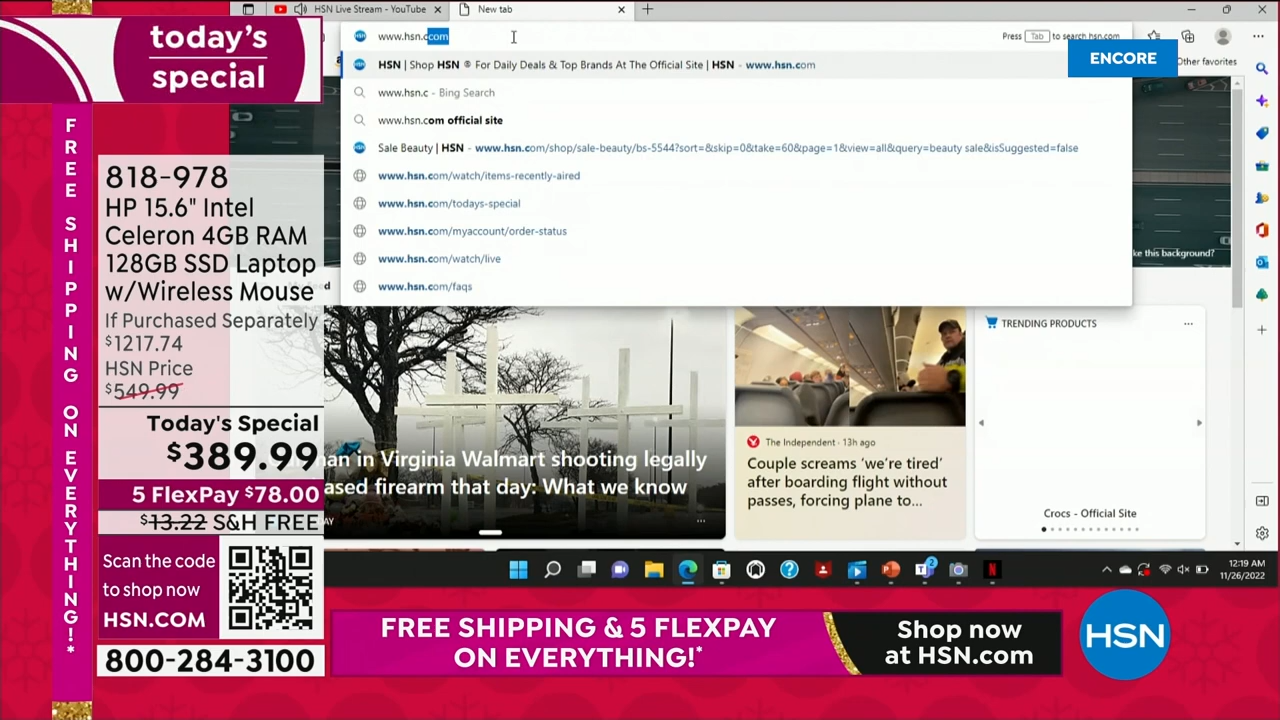 today's
special
FREE SHIPPING ON EVERYTHING!*
818-978
HP 15.6" Intel
Celeron 4GB RAM
128GB SSD Laptop
w/Wireless Mouse
If Purchased Separately
$1217.74
HSN Price
$549.99
Today's Special
$389.99
5 FlexPay $78.00
$13.22 S&H FREE
Scan the code
to shop now
HSN.COM
800-284-3100
HSN Live Stream - YouTube
New tab
www.hsn.com
Press Tab to search hsn.com
ENCORE
Other favorites
HSN | Shop HSN ® For Daily Deals & Top Brands At The Official Site | HSN - www.hsn.com
www.hsn.c - Bing Search
www.hsn.com official site
Sale Beauty | HSN - www.hsn.com/shop/sale-beauty/bs-5544?sort=&skip=0&take=60&page=1&view=all&query=beauty sale&isSuggested=false
www.hsn.com/watch/items-recently-aired
www.hsn.com/todays-special
www.hsn.com/myaccount/order-status
www.hsn.com/watch/live
www.hsn.com/faqs
ke this background?
in Virginia Walmart shooting legally
firearm that day: What we know
The Independent · 13h ago
Couple screams 'we're tired'
after boarding flight without
passes, forcing plane to...
TRENDING PRODUCTS
Crocs - Official Site
2
12:19 AM
11/26/2022
FREE SHIPPING & 5 FLEXPAY
ON EVERYTHING!*
Shop now
at HSN.com
HSN